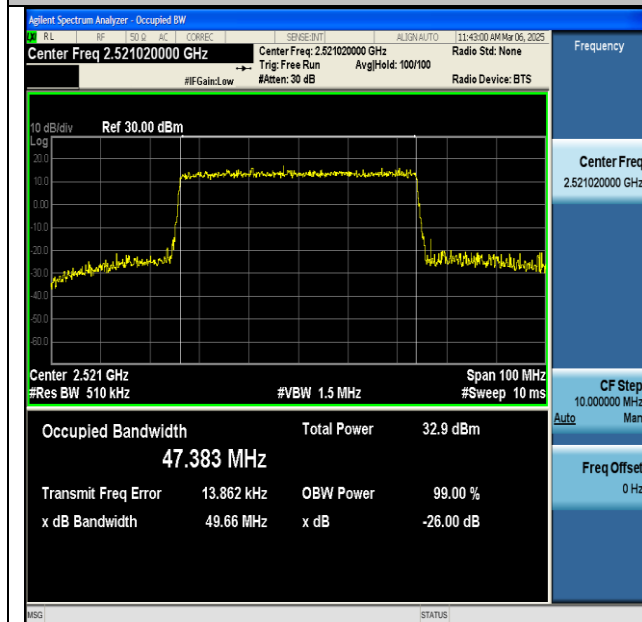 Agilent Spectrum Analyzer - Occupied BW
LXI RL RF 50 Ω AC CORREC SENSE:INT ALIGN AUTO 11:43:00 AM Mar 06, 2025
Center Freq 2.521020000 GHz Center Freq: 2.521020000 GHz Radio Std: None
Trig: Free Run Avg|Hold: 100/100
#IFGain:Low #Atten: 30 dB Radio Device: BTS
Frequency
10 dB/div Ref 30.00 dBm
Log
20.0
10.0
0.00
-10.0
-20.0
-30.0
-40.0
-50.0
-60.0
Center 2.521 GHz Span 100 MHz
#Res BW 510 kHz #VBW 1.5 MHz #Sweep 10 ms
Occupied Bandwidth Total Power 32.9 dBm
47.383 MHz
Transmit Freq Error 13.862 kHz OBW Power 99.00 %
x dB Bandwidth 49.66 MHz x dB -26.00 dB
Center Freq
2.521020000 GHz
CF Step
10.000000 MHz
Auto Man
Freq Offset
0 Hz
MSG STATUS